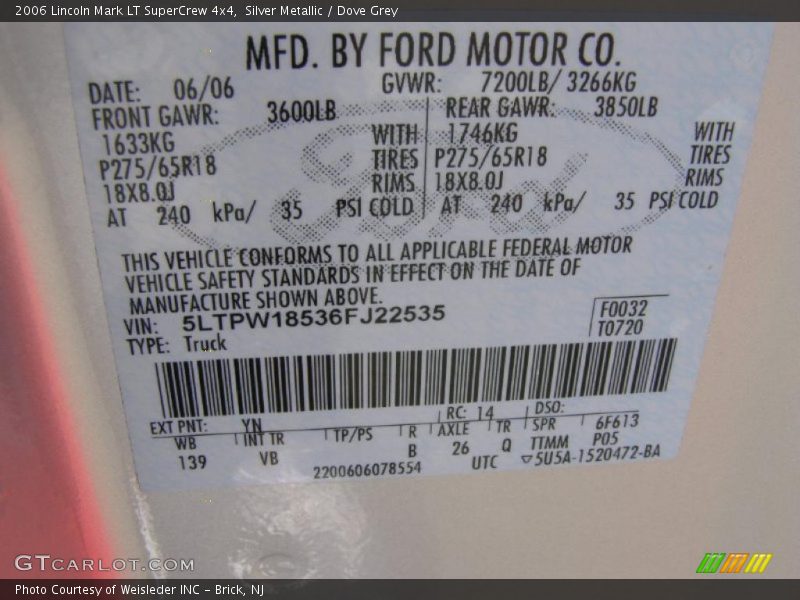 2006 Lincoln Mark LT SuperCrew 4x4, Silver Metallic / Dove Grey
MFD. BY FORD MOTOR CO.
DATE: 06/06 GVWR: 7200LB/ 3266KG
FRONT GAWR: 3600LB REAR GAWR: 3850LB
1633KG WITH 1746KG WITH
P275/65R18 TIRES P275/65R18 TIRES
18X8.0J RIMS 18X8.0J RIMS
AT 240 kPa/ 35 PSI COLD AT 240 kPa/ 35 PSI COLD
THIS VEHICLE CONFORMS TO ALL APPLICABLE FEDERAL MOTOR
VEHICLE SAFETY STANDARDS IN EFFECT ON THE DATE OF
MANUFACTURE SHOWN ABOVE.
VIN: 5LTPW18536FJ22535 F0032
TYPE: Truck T0720
EXT PNT: YN RC: 14 DSO:
WB INT TR TP/PS R AXLE TR SPR 6F613
139 VB B 26 Q TTMM P05
2200606078554 UTC ▽5U5A-1520472-BA
Ford
GTCARLOT.COM
Photo Courtesy of Weisleder INC - Brick, NJ